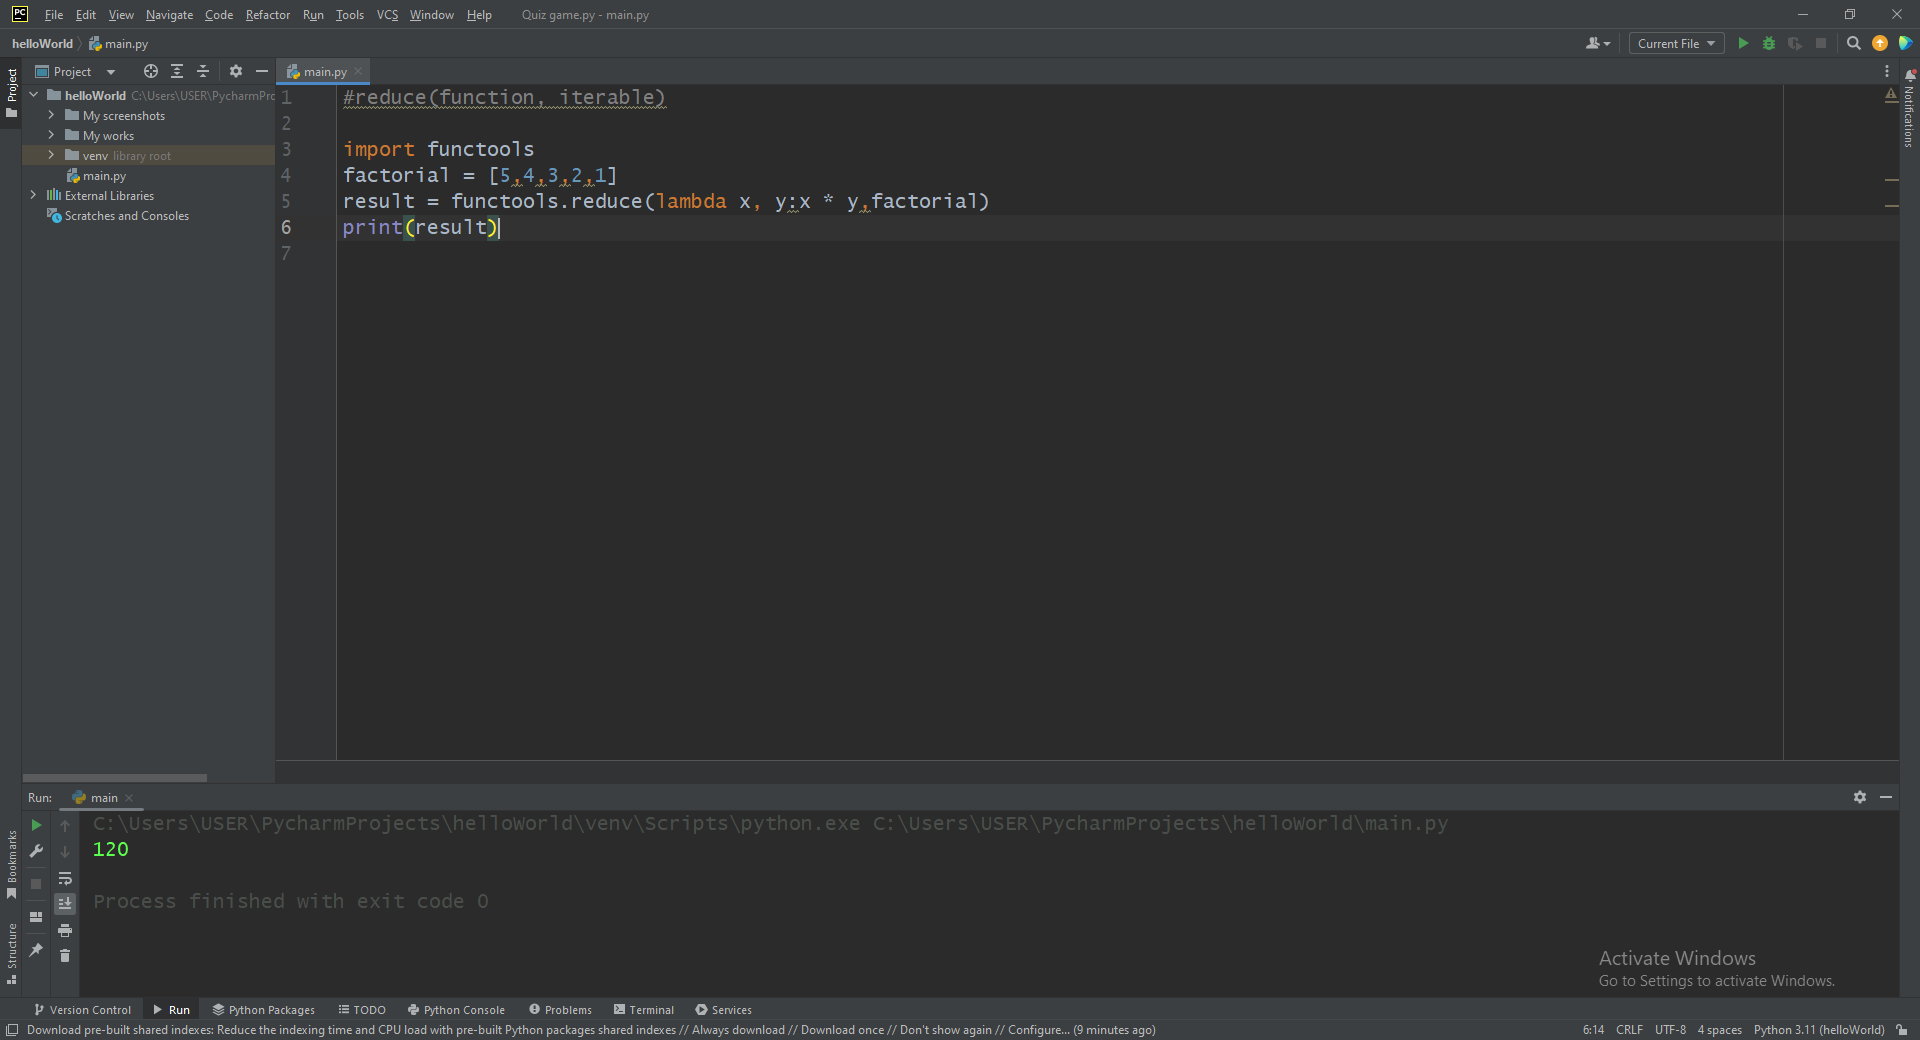 PC File Edit View Navigate Code Refactor Run Tools VCS Window Help Quiz game.py - main.py
helloWorld main.py Current File
Project
Project
main.py
Notifications
helloWorld C:\Users\USER\PycharmPro
My screenshots
My works
venv library root
main.py
External Libraries
Scratches and Consoles
1 #reduce(function, iterable)
2
3 import functools
4 factorial = [5,4,3,2,1]
5 result = functools.reduce(lambda x, y:x * y,factorial)
6 print(result)
7
Run: main
C:\Users\USER\PycharmProjects\helloWorld\venv\Scripts\python.exe C:\Users\USER\PycharmProjects\helloWorld\main.py
120
Process finished with exit code 0
Bookmarks
Structure
Activate Windows
Go to Settings to activate Windows.
Version Control Run Python Packages TODO Python Console Problems Terminal Services
Download pre-built shared indexes: Reduce the indexing time and CPU load with pre-built Python packages shared indexes // Always download // Download once // Don't show again // Configure... (9 minutes ago) 6:14 CRLF UTF-8 4 spaces Python 3.11 (helloWorld)